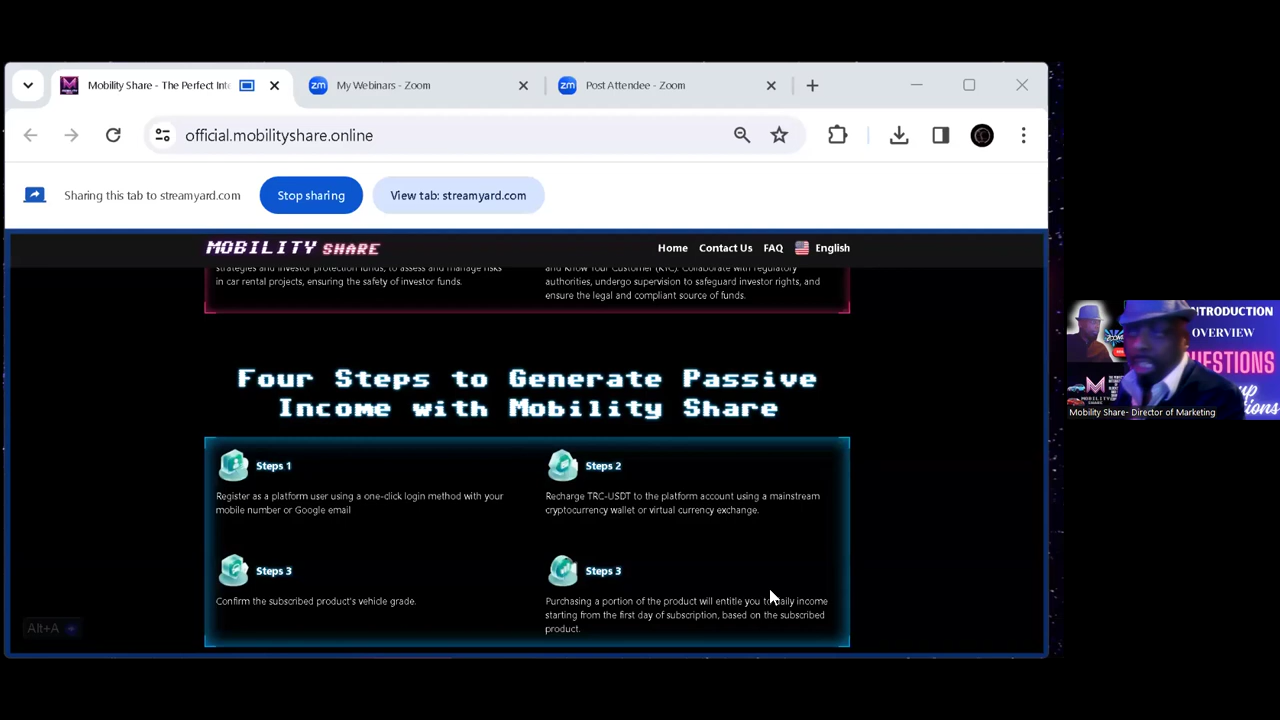 Mobility Share - The Perfect Inte
My Webinars - Zoom
Post Attendee - Zoom
official.mobilityshare.online
Sharing this tab to streamyard.com
Stop sharing
View tab: streamyard.com
MOBILITY SHARE
Home
Contact Us
FAQ
English
strategies and investor protection funds, to assess and manage risks
in car rental projects, ensuring the safety of investor funds.
and Know Your Customer (KYC). Collaborate with regulatory
authorities, undergo supervision to safeguard investor rights, and
ensure the legal and compliant source of funds.
Four Steps to Generate Passive
Income with Mobility Share
Steps 1
Register as a platform user using a one-click login method with your
mobile number or Google email
Steps 2
Recharge TRC-USDT to the platform account using a mainstream
cryptocurrency wallet or virtual currency exchange.
Steps 3
Confirm the subscribed product's vehicle grade.
Steps 3
Purchasing a portion of the product will entitle you to daily income
starting from the first day of subscription, based on the subscribed
product.
Alt+A
NTRODUCTION
OVERVIEW
UESTIONS
Mobility Share- Director of Marketing